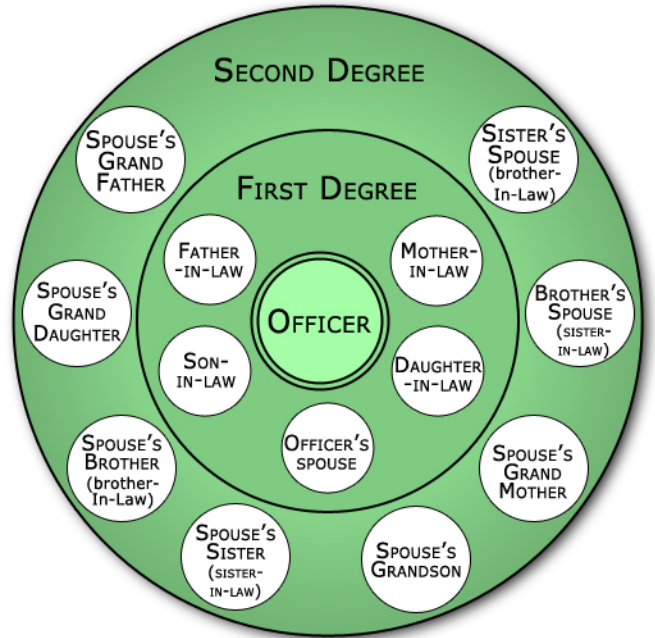 SECOND DEGREE
SPOUSE'S
GRAND
FATHER
SISTER'S
SPOUSE
(brother-
In-Law)
FIRST DEGREE
FATHER
-IN-LAW
MOTHER-
IN-LAW
SPOUSE'S
GRAND
DAUGHTER
OFFICER
BROTHER'S
SPOUSE
(SISTER-
IN-LAW)
SON-
IN-LAW
DAUGHTER
-IN-LAW
SPOUSE'S
BROTHER
(brother-
In-Law)
OFFICER'S
SPOUSE
SPOUSE'S
GRAND
MOTHER
SPOUSE'S
SISTER
(SISTER-
IN-LAW)
SPOUSE'S
GRANDSON